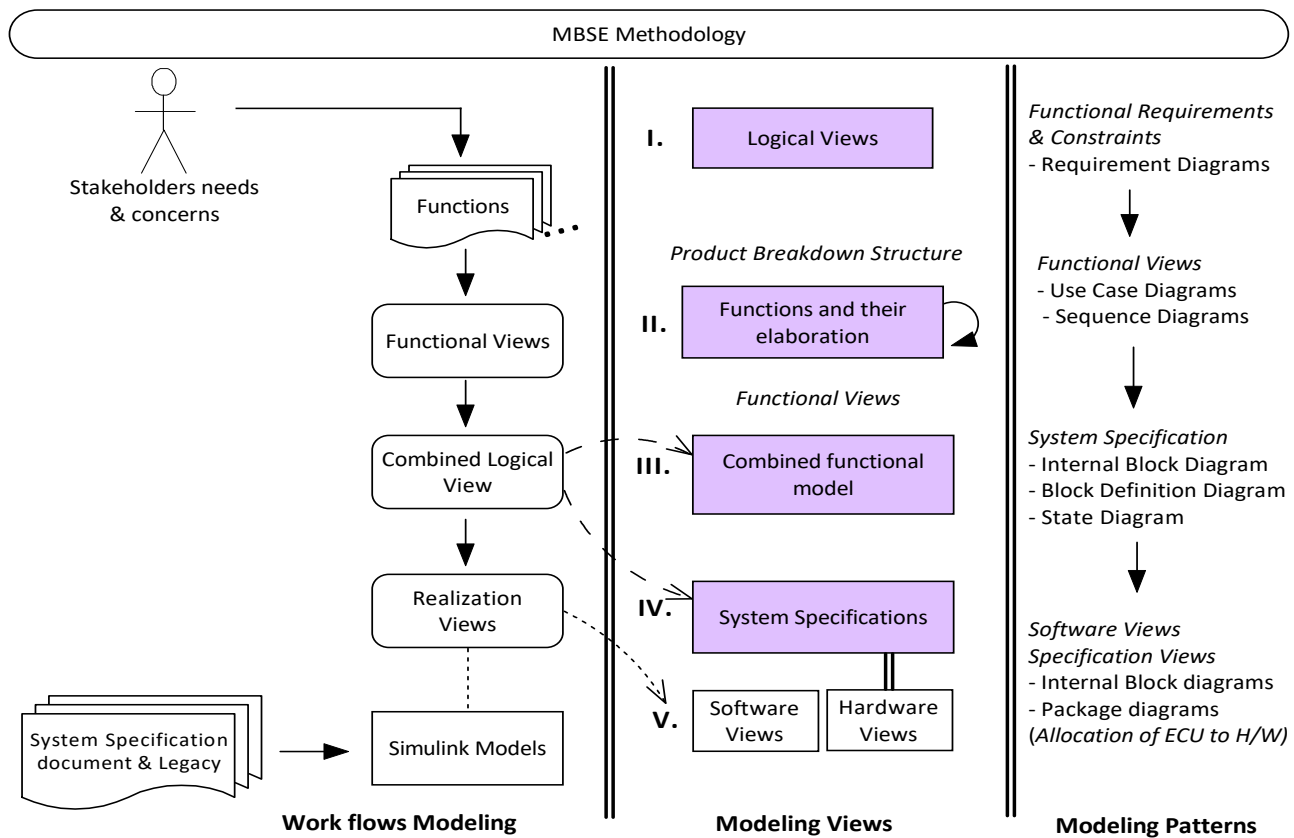 MBSE Methodology
Stakeholders needs
& concerns
Functions
...
Functional Views
Combined Logical
View
Realization
Views
System Specification
document & Legacy
Simulink Models
Work flows Modeling
I.
Logical Views
Product Breakdown Structure
II.
Functions and their
elaboration
Functional Views
III.
Combined functional
model
IV.
System Specifications
V.
Software
Views
Hardware
Views
Modeling Views
Functional Requirements
& Constraints
- Requirement Diagrams
Functional Views
- Use Case Diagrams
- Sequence Diagrams
System Specification
- Internal Block Diagram
- Block Definition Diagram
- State Diagram
Software Views
Specification Views
- Internal Block diagrams
- Package diagrams
(Allocation of ECU to H/W)
Modeling Patterns